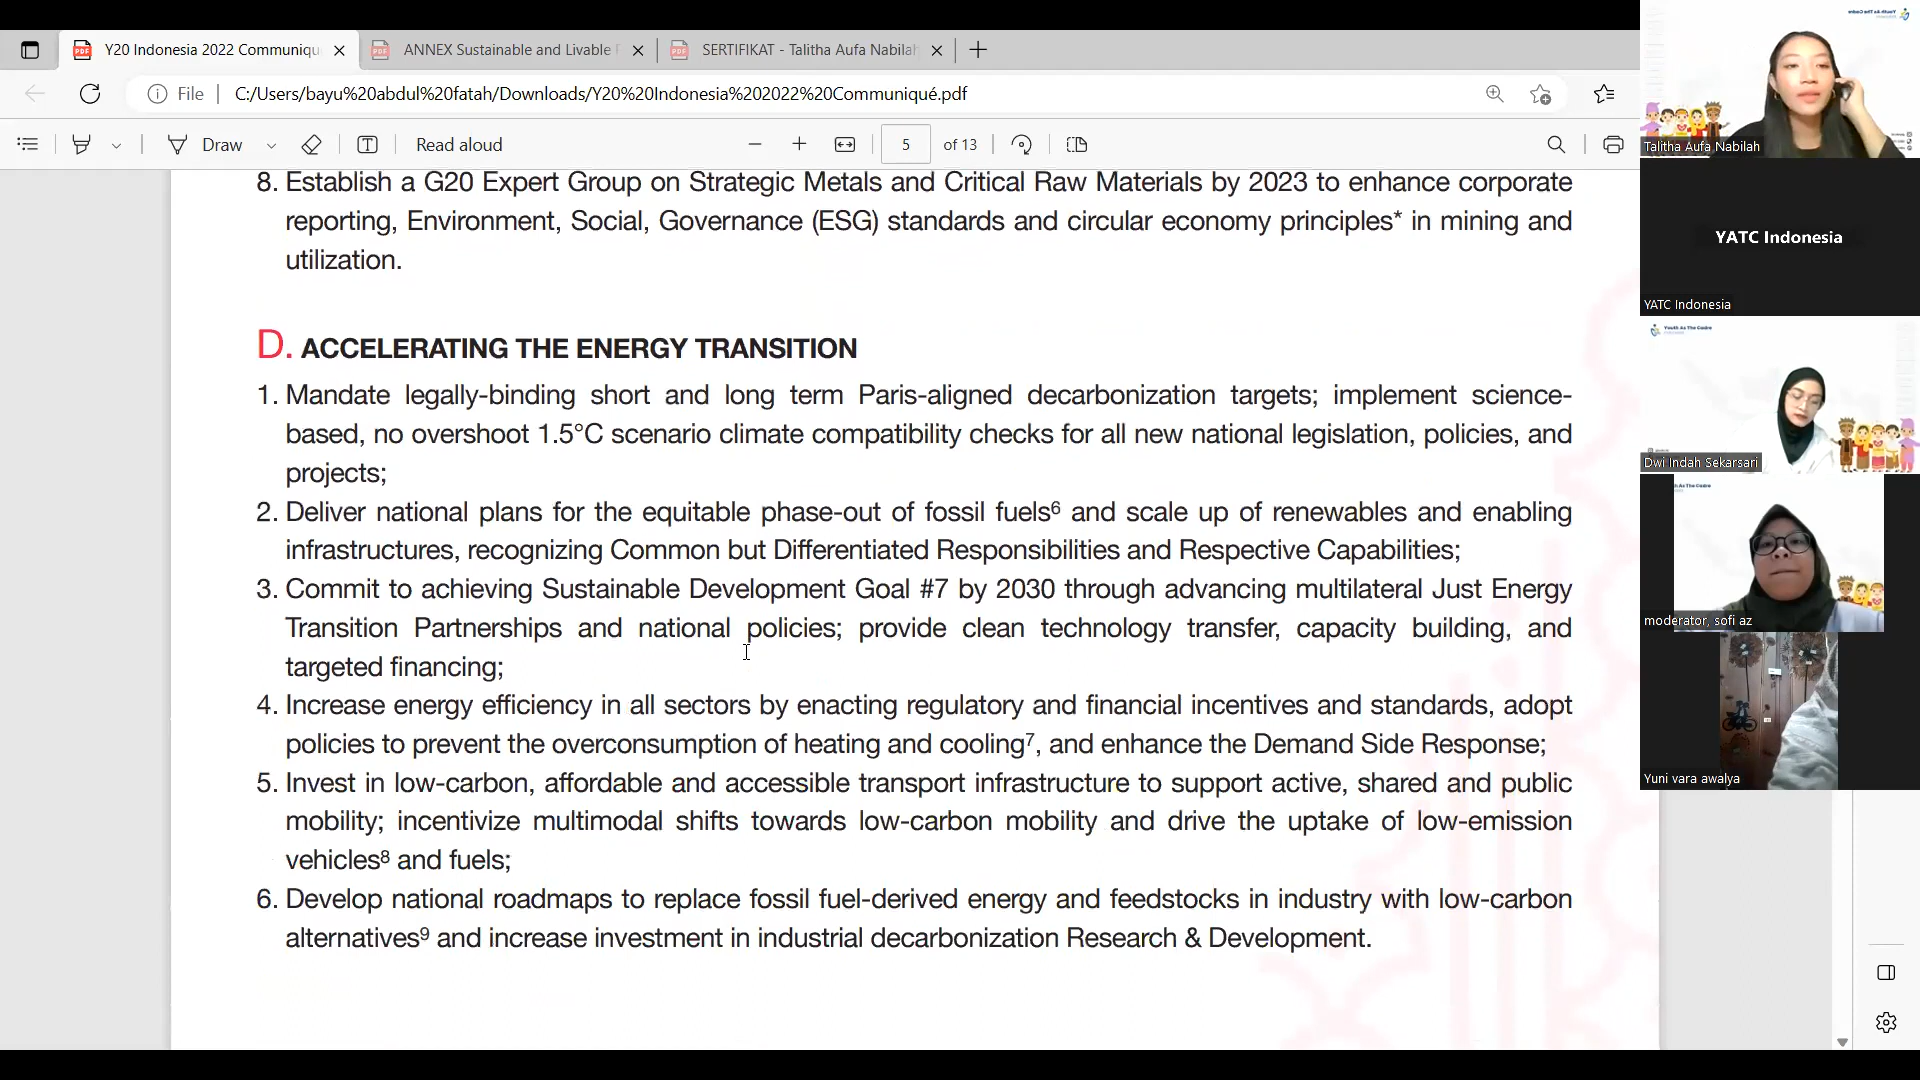 Y20 Indonesia 2022 Communiqu
ANNEX Sustainable and Livable
SERTIFIKAT - Talitha Aufa Nabilah
File
C:/Users/bayu%20abdul%20fatah/Downloads/Y20%20Indonesia%202022%20Communiqué.pdf
Draw
Read aloud
5
of 13
8. Establish a G20 Expert Group on Strategic Metals and Critical Raw Materials by 2023 to enhance corporate
reporting, Environment, Social, Governance (ESG) standards and circular economy principles* in mining and
utilization.
D. ACCELERATING THE ENERGY TRANSITION
1. Mandate legally-binding short and long term Paris-aligned decarbonization targets; implement science-
based, no overshoot 1.5°C scenario climate compatibility checks for all new national legislation, policies, and
projects;
2. Deliver national plans for the equitable phase-out of fossil fuels⁶ and scale up of renewables and enabling
infrastructures, recognizing Common but Differentiated Responsibilities and Respective Capabilities;
3. Commit to achieving Sustainable Development Goal #7 by 2030 through advancing multilateral Just Energy
Transition Partnerships and national policies; provide clean technology transfer, capacity building, and
targeted financing;
4. Increase energy efficiency in all sectors by enacting regulatory and financial incentives and standards, adopt
policies to prevent the overconsumption of heating and cooling⁷, and enhance the Demand Side Response;
5. Invest in low-carbon, affordable and accessible transport infrastructure to support active, shared and public
mobility; incentivize multimodal shifts towards low-carbon mobility and drive the uptake of low-emission
vehicles⁸ and fuels;
6. Develop national roadmaps to replace fossil fuel-derived energy and feedstocks in industry with low-carbon
alternatives⁹ and increase investment in industrial decarbonization Research & Development.
Youth As The Cadre
Talitha Aufa Nabilah
YATC Indonesia
YATC Indonesia
Youth As The Cadre
Dwi Indah Sekarsari
As The Cadre
moderator, sofi az
Yuni vara awalya